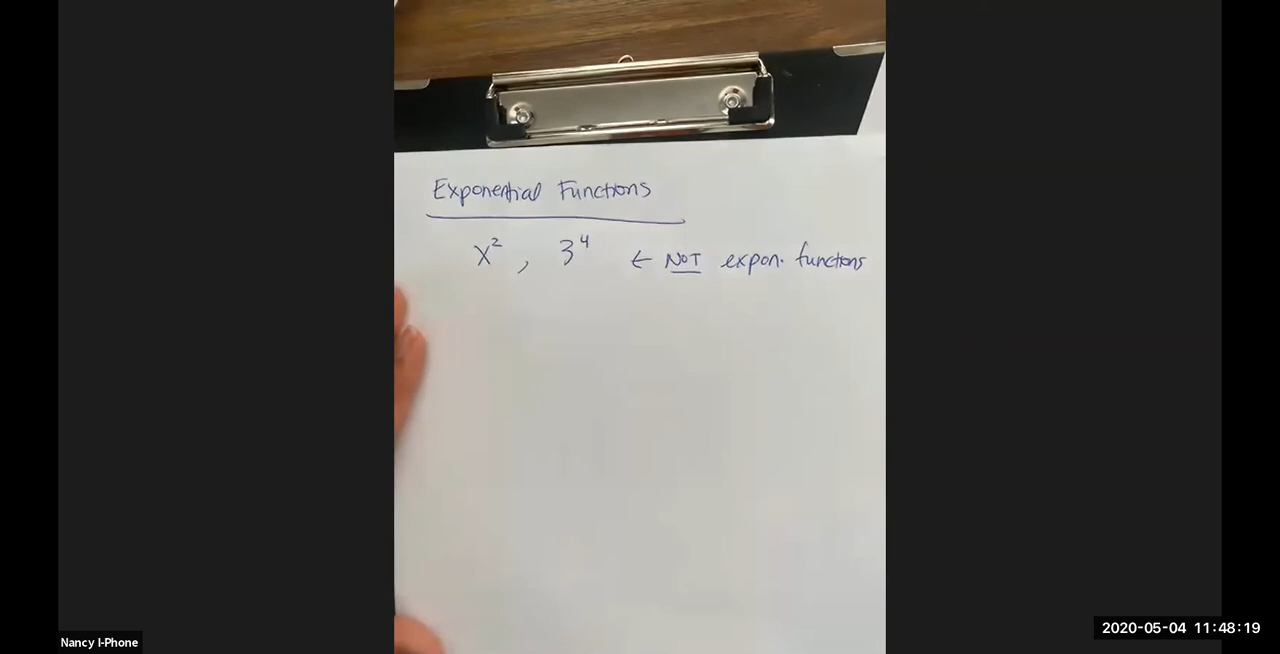 Exponential Functions
x², 3⁴ ← NOT expon. functions
Nancy I-Phone
2020-05-04 11:48:19